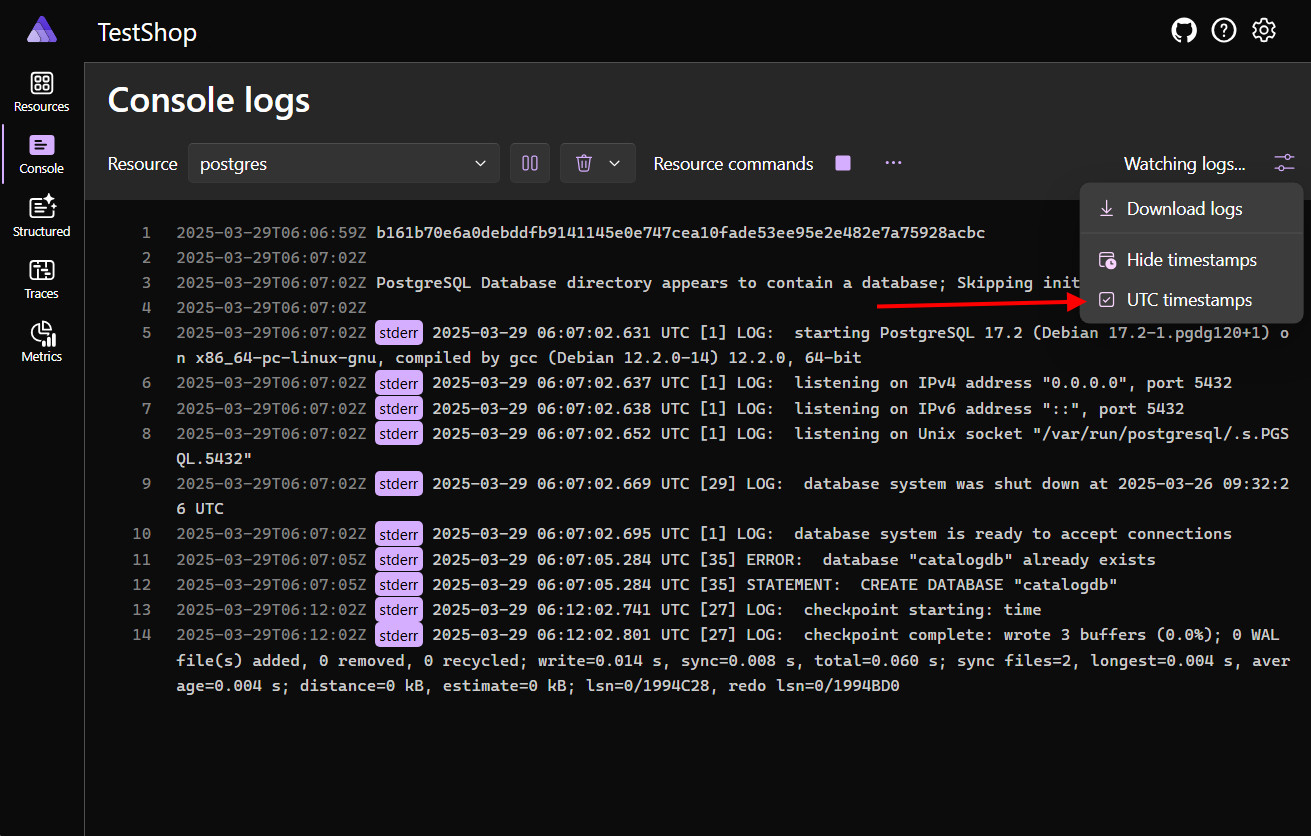 TestShop
Resources
Console
Structured
Traces
Metrics
Console logs
Resource postgres Resource commands Watching logs...
Download logs
Hide timestamps
UTC timestamps
1 2025-03-29T06:06:59Z b161b70e6a0debddfb9141145e0e747cea10fade53ee95e2e482e7a75928acbc
2 2025-03-29T06:07:02Z
3 2025-03-29T06:07:02Z PostgreSQL Database directory appears to contain a database; Skipping init
4 2025-03-29T06:07:02Z
5 2025-03-29T06:07:02Z stderr 2025-03-29 06:07:02.631 UTC [1] LOG:  starting PostgreSQL 17.2 (Debian 17.2-1.pgdg120+1) o
n x86_64-pc-linux-gnu, compiled by gcc (Debian 12.2.0-14) 12.2.0, 64-bit
6 2025-03-29T06:07:02Z stderr 2025-03-29 06:07:02.637 UTC [1] LOG:  listening on IPv4 address "0.0.0.0", port 5432
7 2025-03-29T06:07:02Z stderr 2025-03-29 06:07:02.638 UTC [1] LOG:  listening on IPv6 address "::", port 5432
8 2025-03-29T06:07:02Z stderr 2025-03-29 06:07:02.652 UTC [1] LOG:  listening on Unix socket "/var/run/postgresql/.s.PGS
QL.5432"
9 2025-03-29T06:07:02Z stderr 2025-03-29 06:07:02.669 UTC [29] LOG:  database system was shut down at 2025-03-26 09:32:2
6 UTC
10 2025-03-29T06:07:02Z stderr 2025-03-29 06:07:02.695 UTC [1] LOG:  database system is ready to accept connections
11 2025-03-29T06:07:05Z stderr 2025-03-29 06:07:05.284 UTC [35] ERROR:  database "catalogdb" already exists
12 2025-03-29T06:07:05Z stderr 2025-03-29 06:07:05.284 UTC [35] STATEMENT:  CREATE DATABASE "catalogdb"
13 2025-03-29T06:12:02Z stderr 2025-03-29 06:12:02.741 UTC [27] LOG:  checkpoint starting: time
14 2025-03-29T06:12:02Z stderr 2025-03-29 06:12:02.801 UTC [27] LOG:  checkpoint complete: wrote 3 buffers (0.0%); 0 WAL
file(s) added, 0 removed, 0 recycled; write=0.014 s, sync=0.008 s, total=0.060 s; sync files=2, longest=0.004 s, aver
age=0.004 s; distance=0 kB, estimate=0 kB; lsn=0/1994C28, redo lsn=0/1994BD0